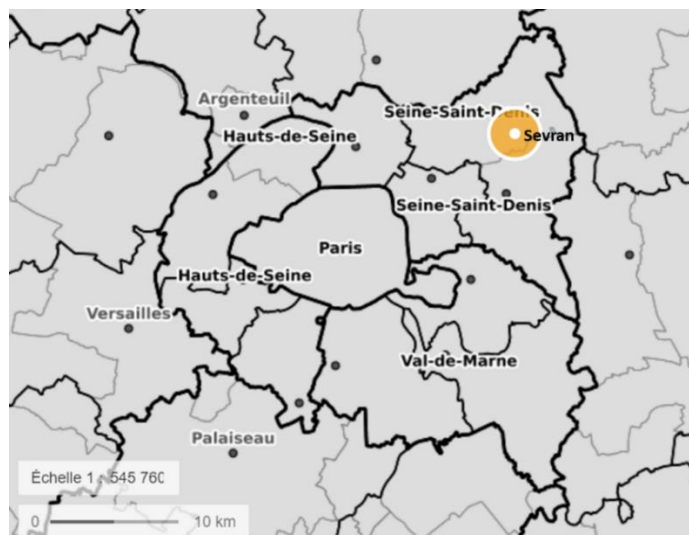 Argenteuil
Seine-Saint-Denis
Hauts-de-Seine
Sevran
Seine-Saint-Denis
Paris
Hauts-de-Seine
Versailles
Val-de-Marne
Palaiseau
Échelle 1 : 545 760
0 10 km